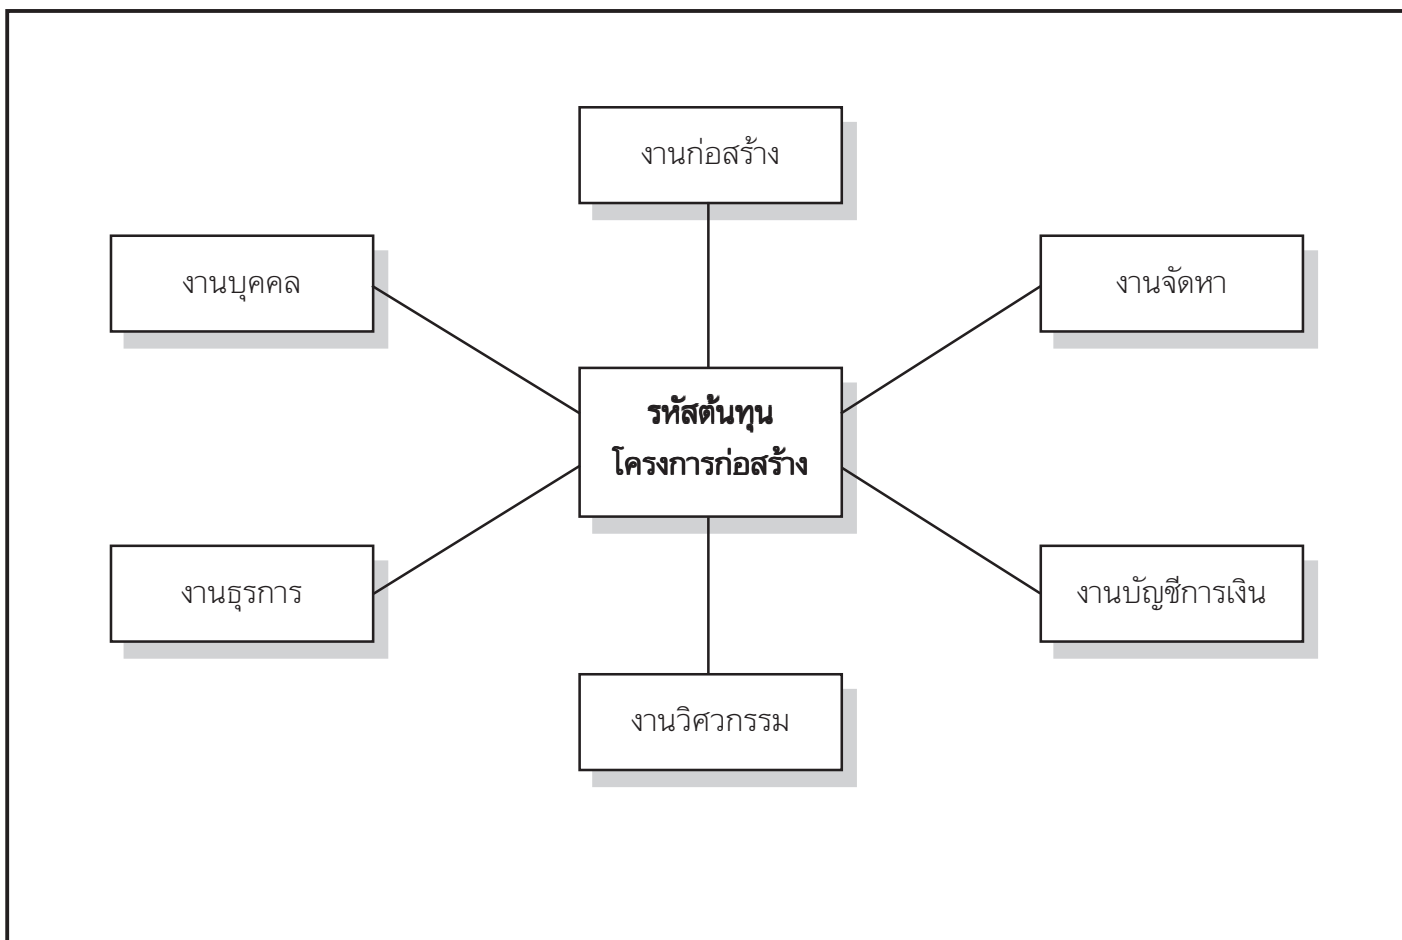 งานก่อสร้าง
งานบุคคล
งานจัดหา
รหัสต้นทุน
โครงการก่อสร้าง
งานธุรการ
งานบัญชีการเงิน
งานวิศวกรรม